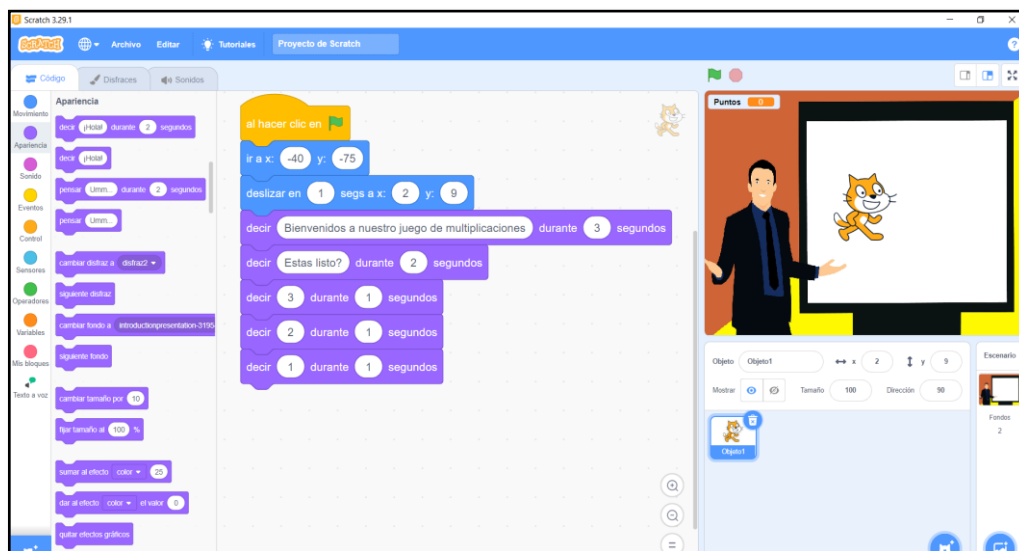 Scratch 3.29.1
SCRATCH Archivo Editar Tutoriales Proyecto de Scratch
Código Disfraces Sonidos
Movimiento
Apariencia
Sonido
Eventos
Control
Sensores
Operadores
Variables
Mis bloques
Texto a voz
Apariencia
decir ¡Hola! durante 2 segundos
decir ¡Hola!
pensar Umm... durante 2 segundos
pensar Umm...
cambiar disfraz a disfraz2
siguiente disfraz
cambiar fondo a introductionpresentation-3195
siguiente fondo
cambiar tamaño por 10
fijar tamaño al 100 %
sumar al efecto color 25
dar al efecto color el valor 0
quitar efectos gráficos
al hacer clic en
ir a x: -40 y: -75
deslizar en 1 segs a x: 2 y: 9
decir Bienvenidos a nuestro juego de multiplicaciones durante 3 segundos
decir Estas listo? durante 2 segundos
decir 3 durante 1 segundos
decir 2 durante 1 segundos
decir 1 durante 1 segundos
Puntos 0
Objeto Objeto1 x 2 y 9
Mostrar Tamaño 100 Dirección 90
Objeto1
Escenario
Fondos
2